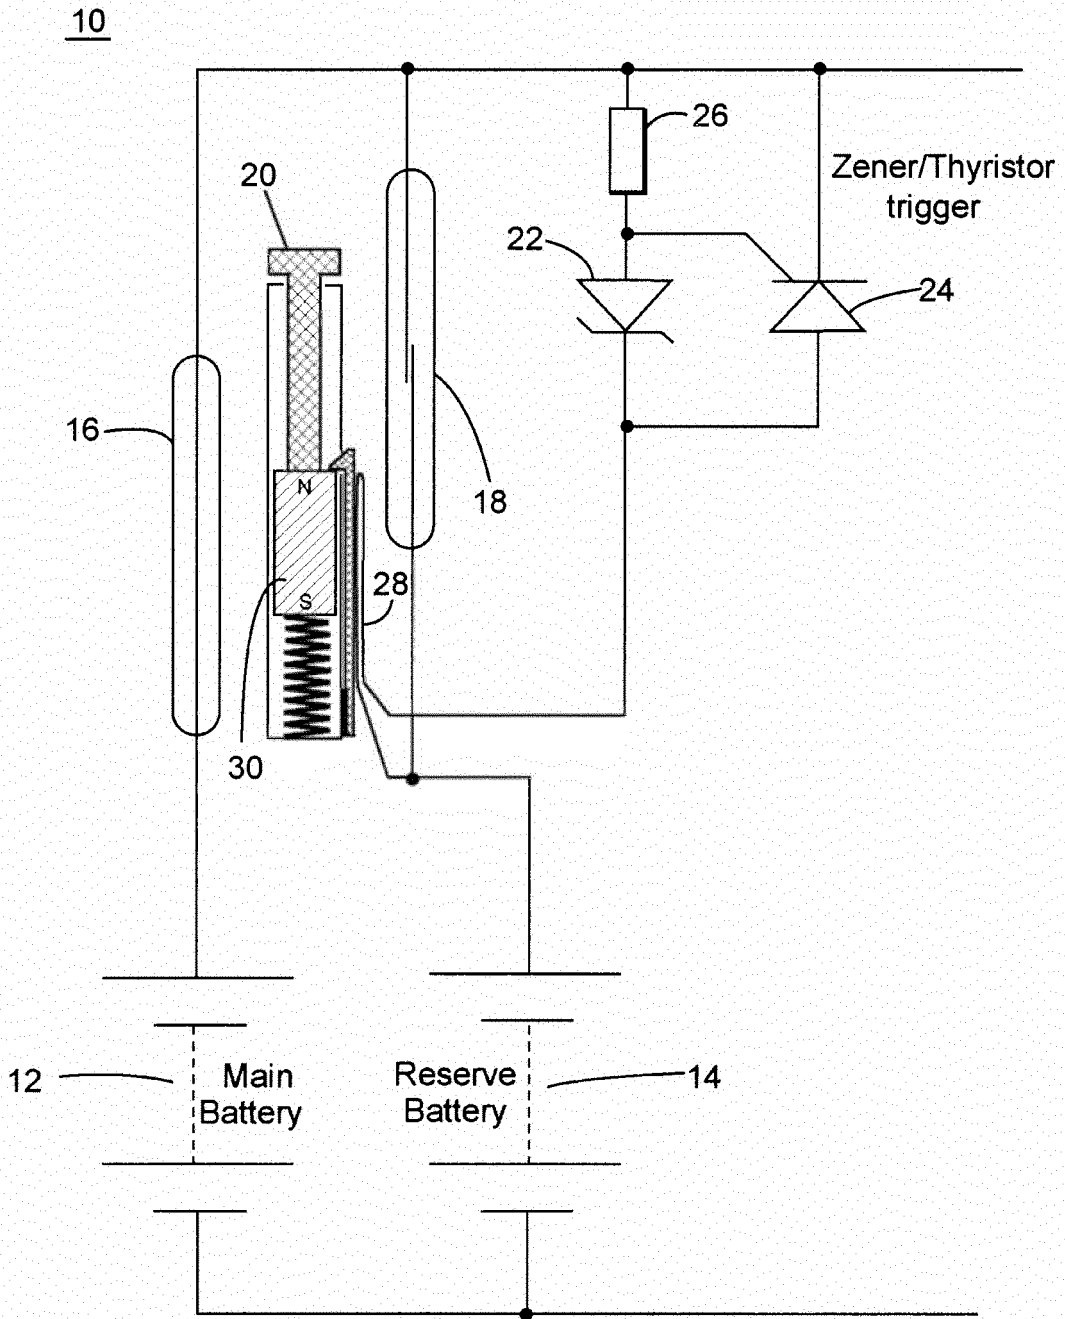 10
26
20
Zener/Thyristor
trigger
22
24
16
N
18
28
S
30
12
Main
Battery
Reserve
Battery
14